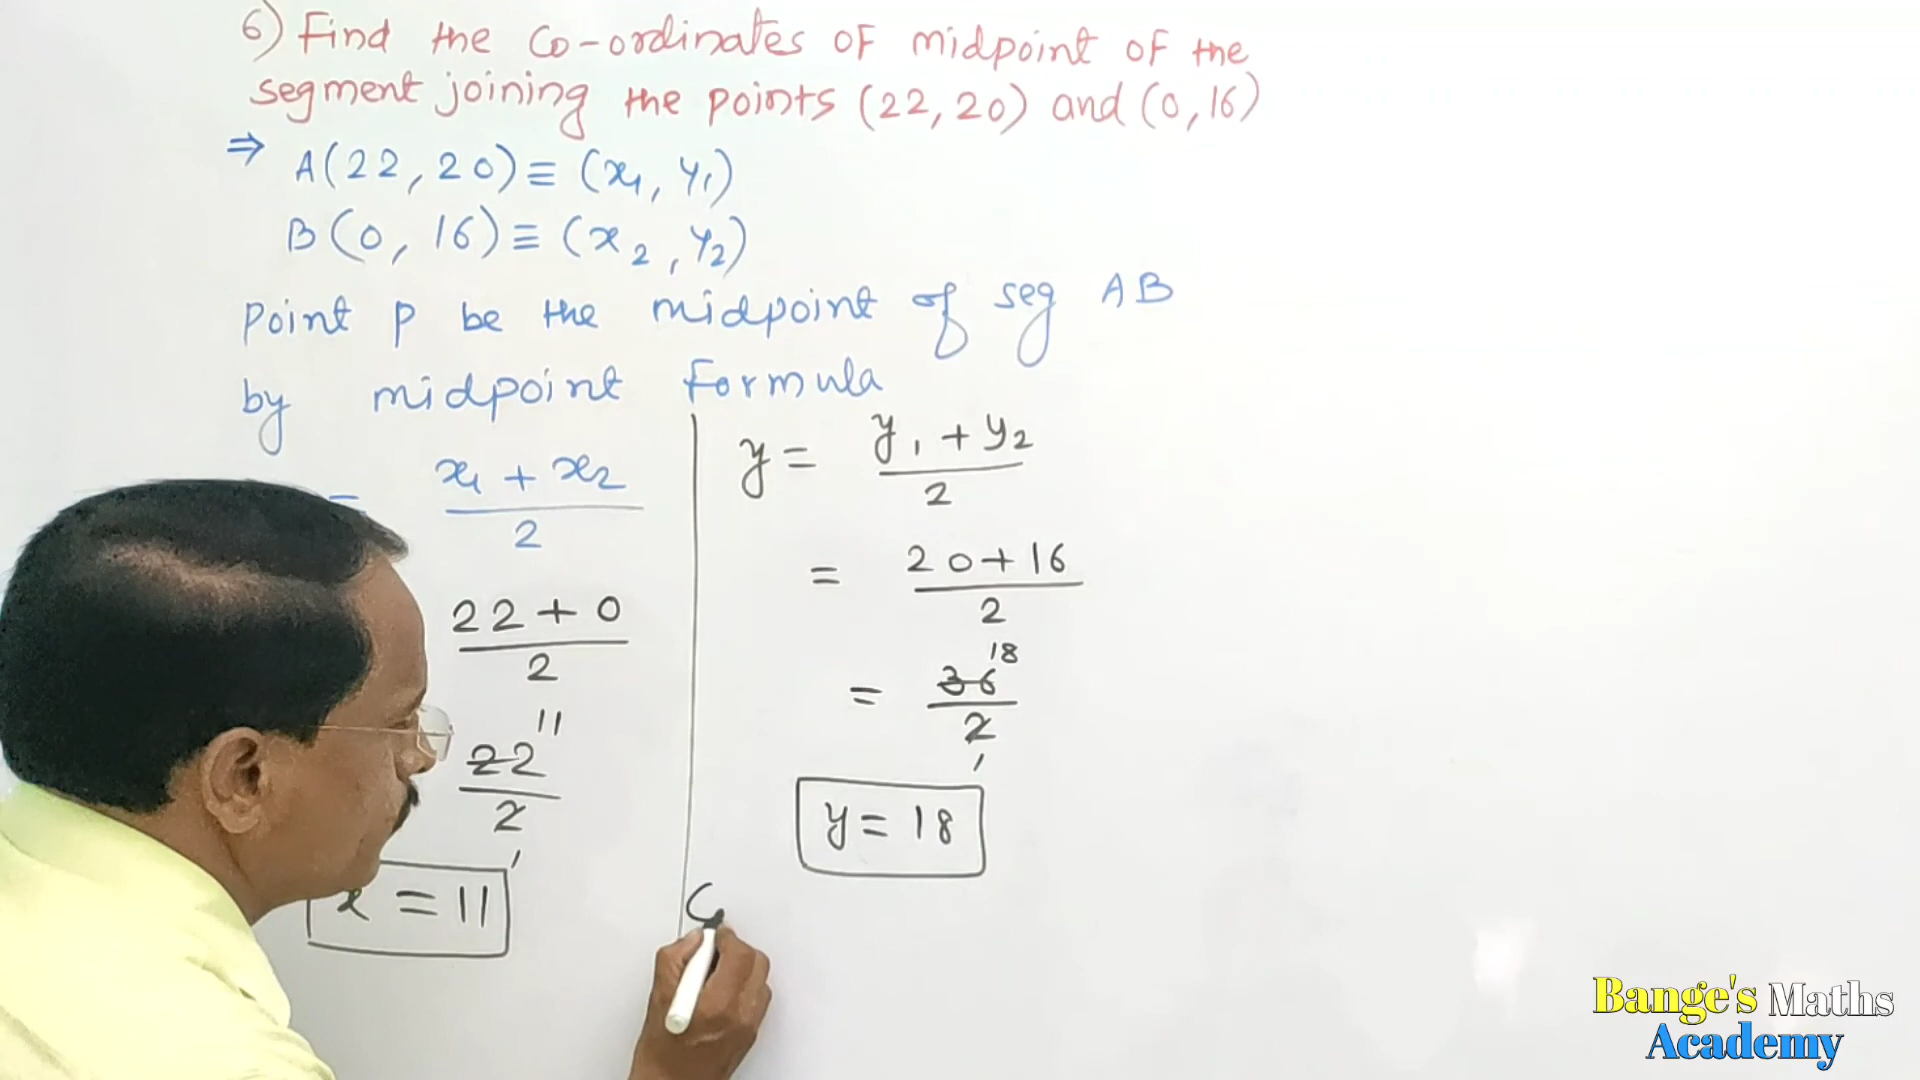 6) Find the Co-ordinates of midpoint of the
segment joining the points (22, 20) and (0, 16)
⇒ A(22, 20) ≡ (x1, y1)
B(0, 16) ≡ (x2, y2)
Point P be the midpoint of seg AB
by midpoint Formula
= x1 + x2 / 2
22 + 0 / 2
22 11 / 2 1
x = 11
y = y1 + y2 / 2
= 20 + 16 / 2
= 36 18 / 2 1
y = 18
C
Bange's Maths
Academy